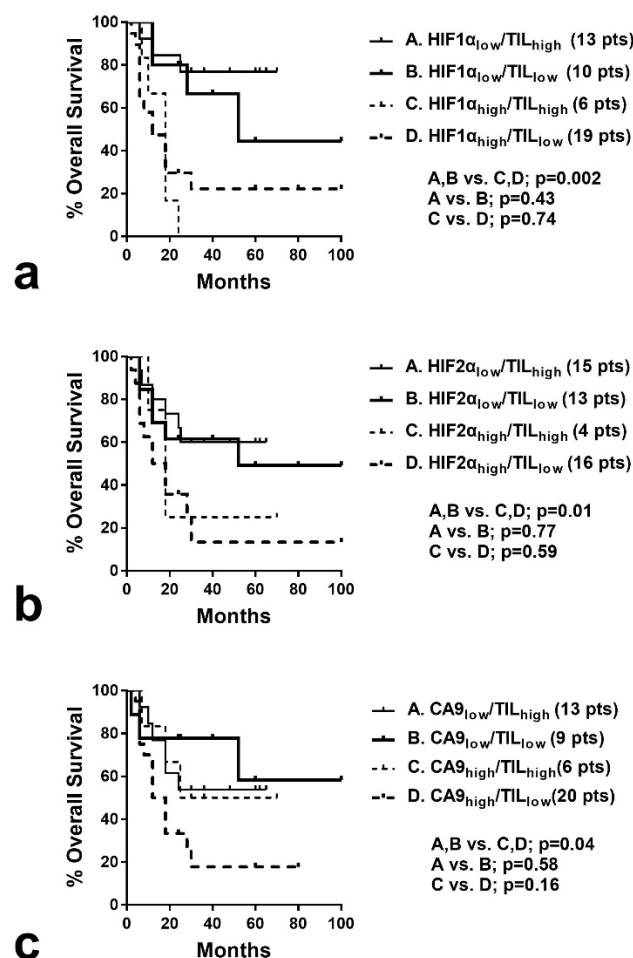 100
80
60
40
20
0
% Overall Survival
0 20 40 60 80 100
Months
A. HIF1αlow/TILhigh (13 pts)
B. HIF1αlow/TILlow (10 pts)
C. HIF1αhigh/TILhigh (6 pts)
D. HIF1αhigh/TILlow (19 pts)
A,B vs. C,D; p=0.002
A vs. B; p=0.43
C vs. D; p=0.74
a
100
80
60
40
20
0
% Overall Survival
0 20 40 60 80 100
Months
A. HIF2αlow/TILhigh (15 pts)
B. HIF2αlow/TILlow (13 pts)
C. HIF2αhigh/TILhigh (4 pts)
D. HIF2αhigh/TILlow (16 pts)
A,B vs. C,D; p=0.01
A vs. B; p=0.77
C vs. D; p=0.59
b
100
80
60
40
20
0
% Overall Survival
0 20 40 60 80 100
Months
A. CA9low/TILhigh (13 pts)
B. CA9low/TILlow (9 pts)
C. CA9high/TILhigh(6 pts)
D. CA9high/TILlow(20 pts)
A,B vs. C,D; p=0.04
A vs. B; p=0.58
C vs. D; p=0.16
c